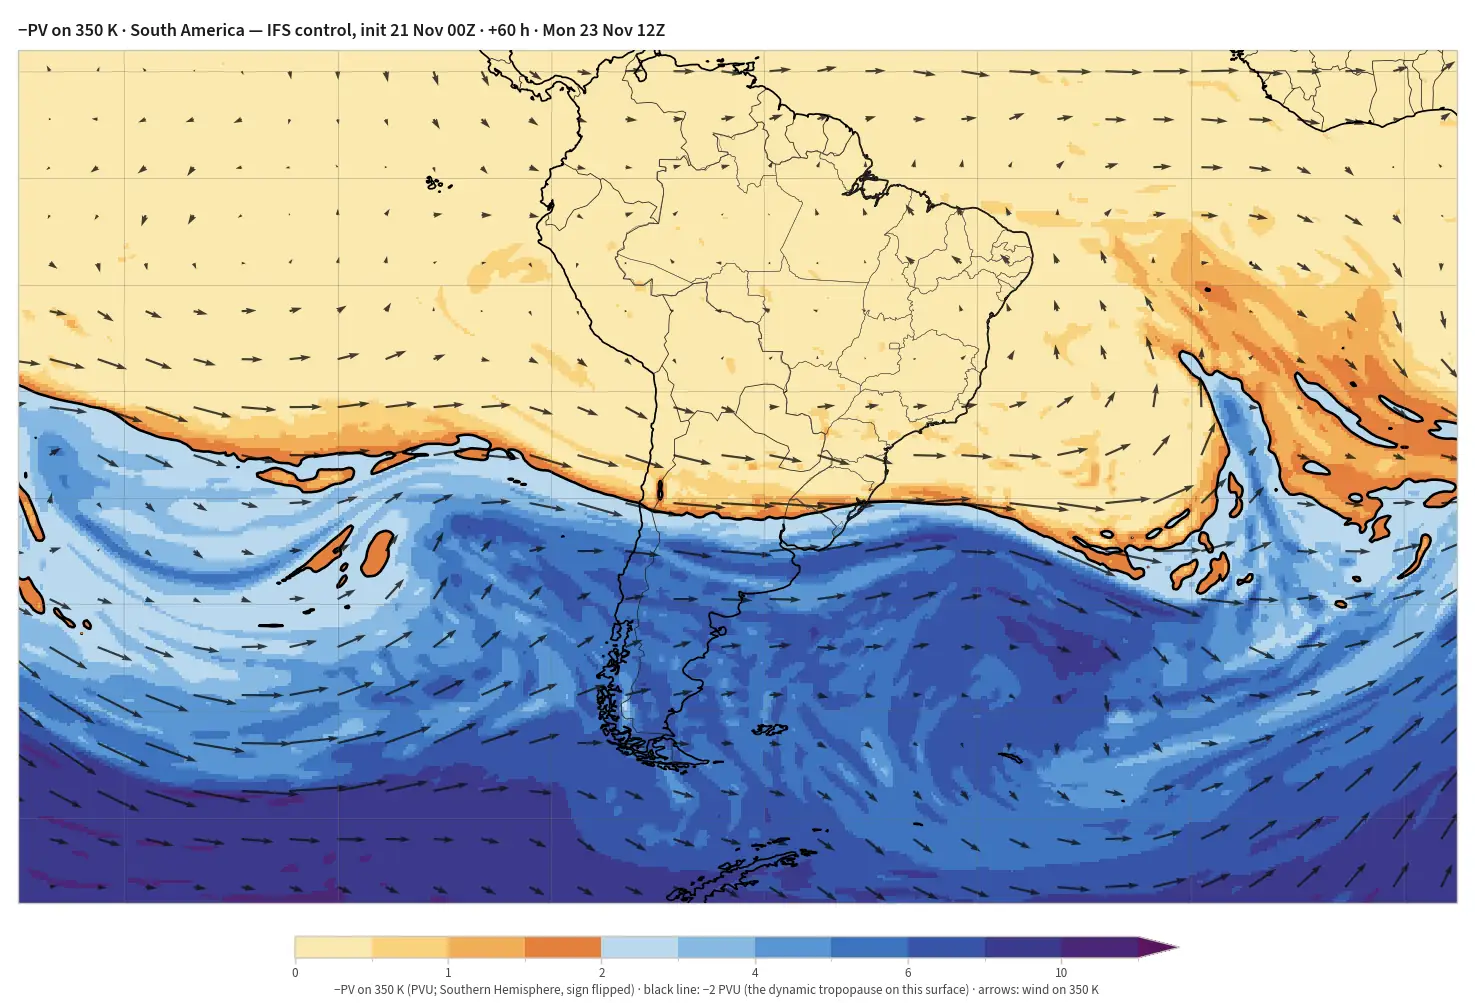 −PV on 350 K · South America — IFS control, init 21 Nov 00Z · +60 h · Mon 23 Nov 12Z
0 1 2 4 6 10
−PV on 350 K (PVU; Southern Hemisphere, sign flipped) · black line: −2 PVU (the dynamic tropopause on this surface) · arrows: wind on 350 K